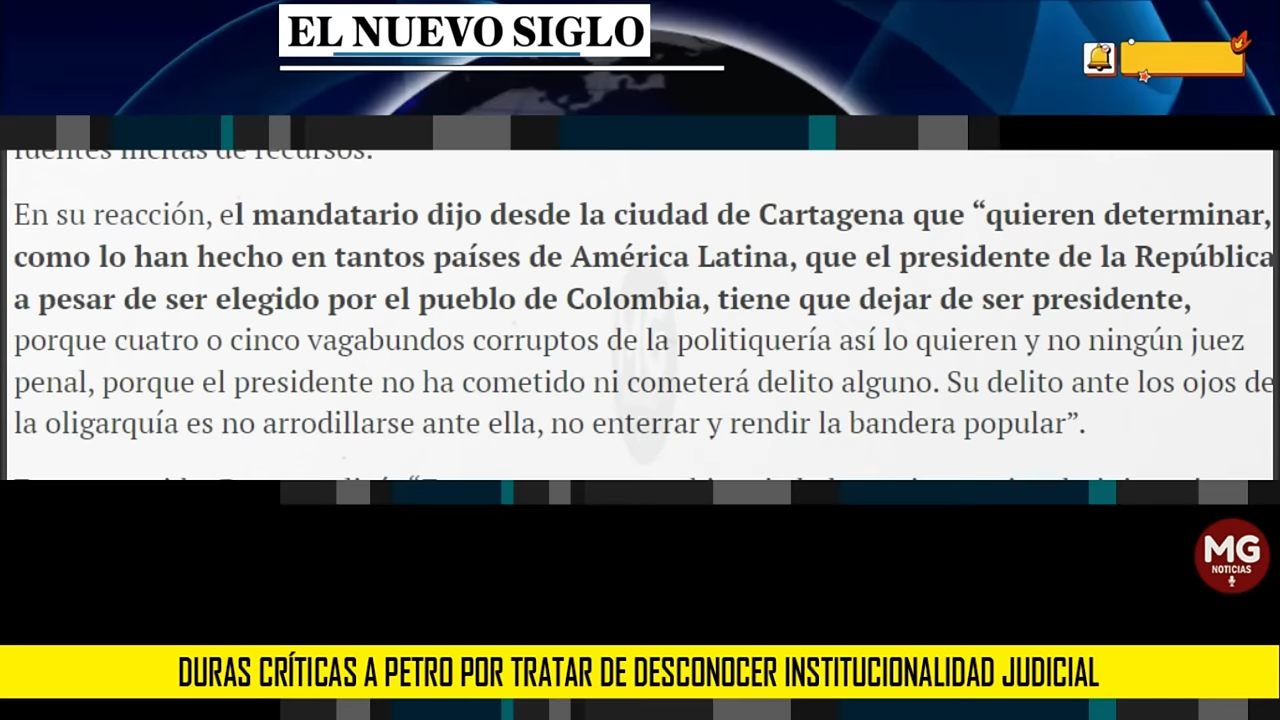 EL NUEVO SIGLO
fuentes ilícitas de recursos.
En su reacción, el mandatario dijo desde la ciudad de Cartagena que “quieren determinar,
como lo han hecho en tantos países de América Latina, que el presidente de la República
a pesar de ser elegido por el pueblo de Colombia, tiene que dejar de ser presidente,
porque cuatro o cinco vagabundos corruptos de la politiquería así lo quieren y no ningún juez
penal, porque el presidente no ha cometido ni cometerá delito alguno. Su delito ante los ojos de
la oligarquía es no arrodillarse ante ella, no enterrar y rendir la bandera popular”.
MG
NOTICIAS
DURAS CRÍTICAS A PETRO POR TRATAR DE DESCONOCER INSTITUCIONALIDAD JUDICIAL